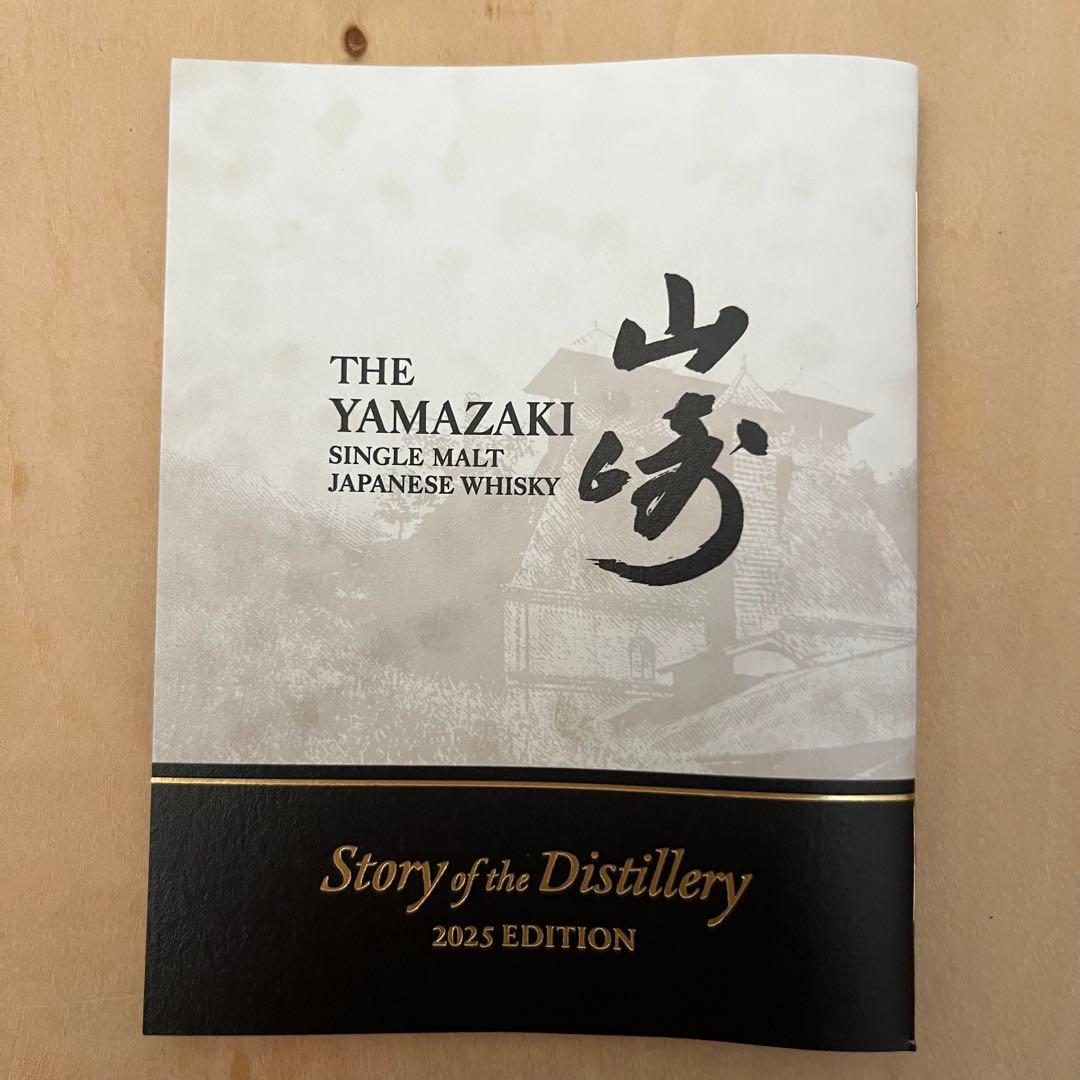 THE
YAMAZAKI
SINGLE MALT
JAPANESE WHISKY
山崎
Story of the Distillery
2025 EDITION